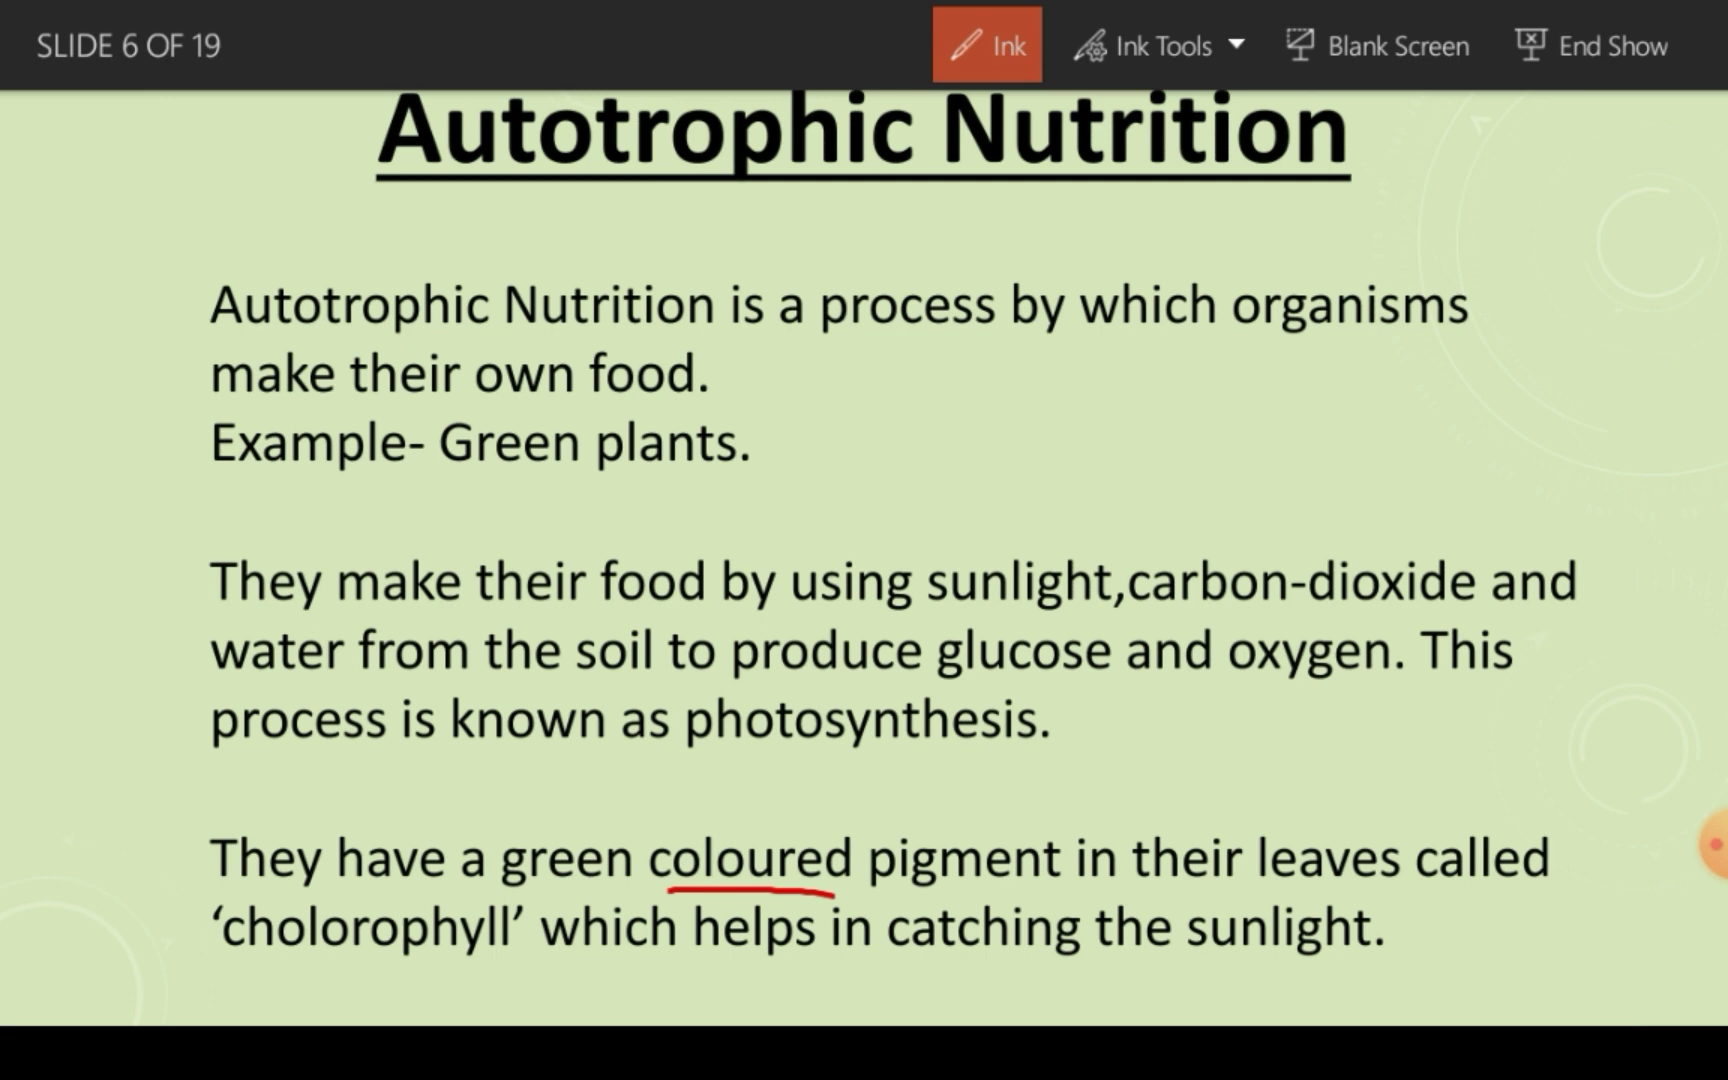 SLIDE 6 OF 19
Ink
Ink Tools
Blank Screen
End Show
Autotrophic Nutrition
Autotrophic Nutrition is a process by which organisms
make their own food.
Example- Green plants.
They make their food by using sunlight,carbon-dioxide and
water from the soil to produce glucose and oxygen. This
process is known as photosynthesis.
They have a green coloured pigment in their leaves called
‘cholorophyll’ which helps in catching the sunlight.